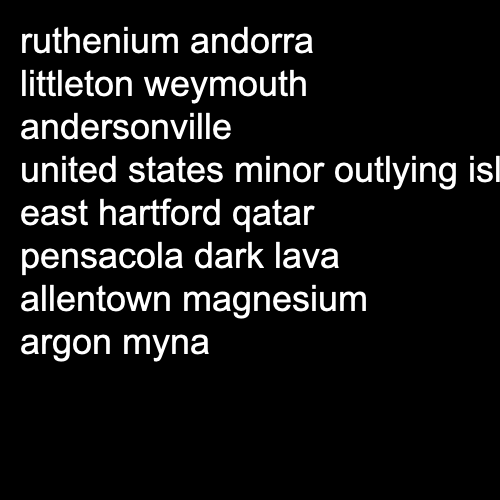 ruthenium andorra
littleton weymouth
andersonville
united states minor outlying
east hartford qatar
pensacola dark lava
allentown magnesium
argon myna